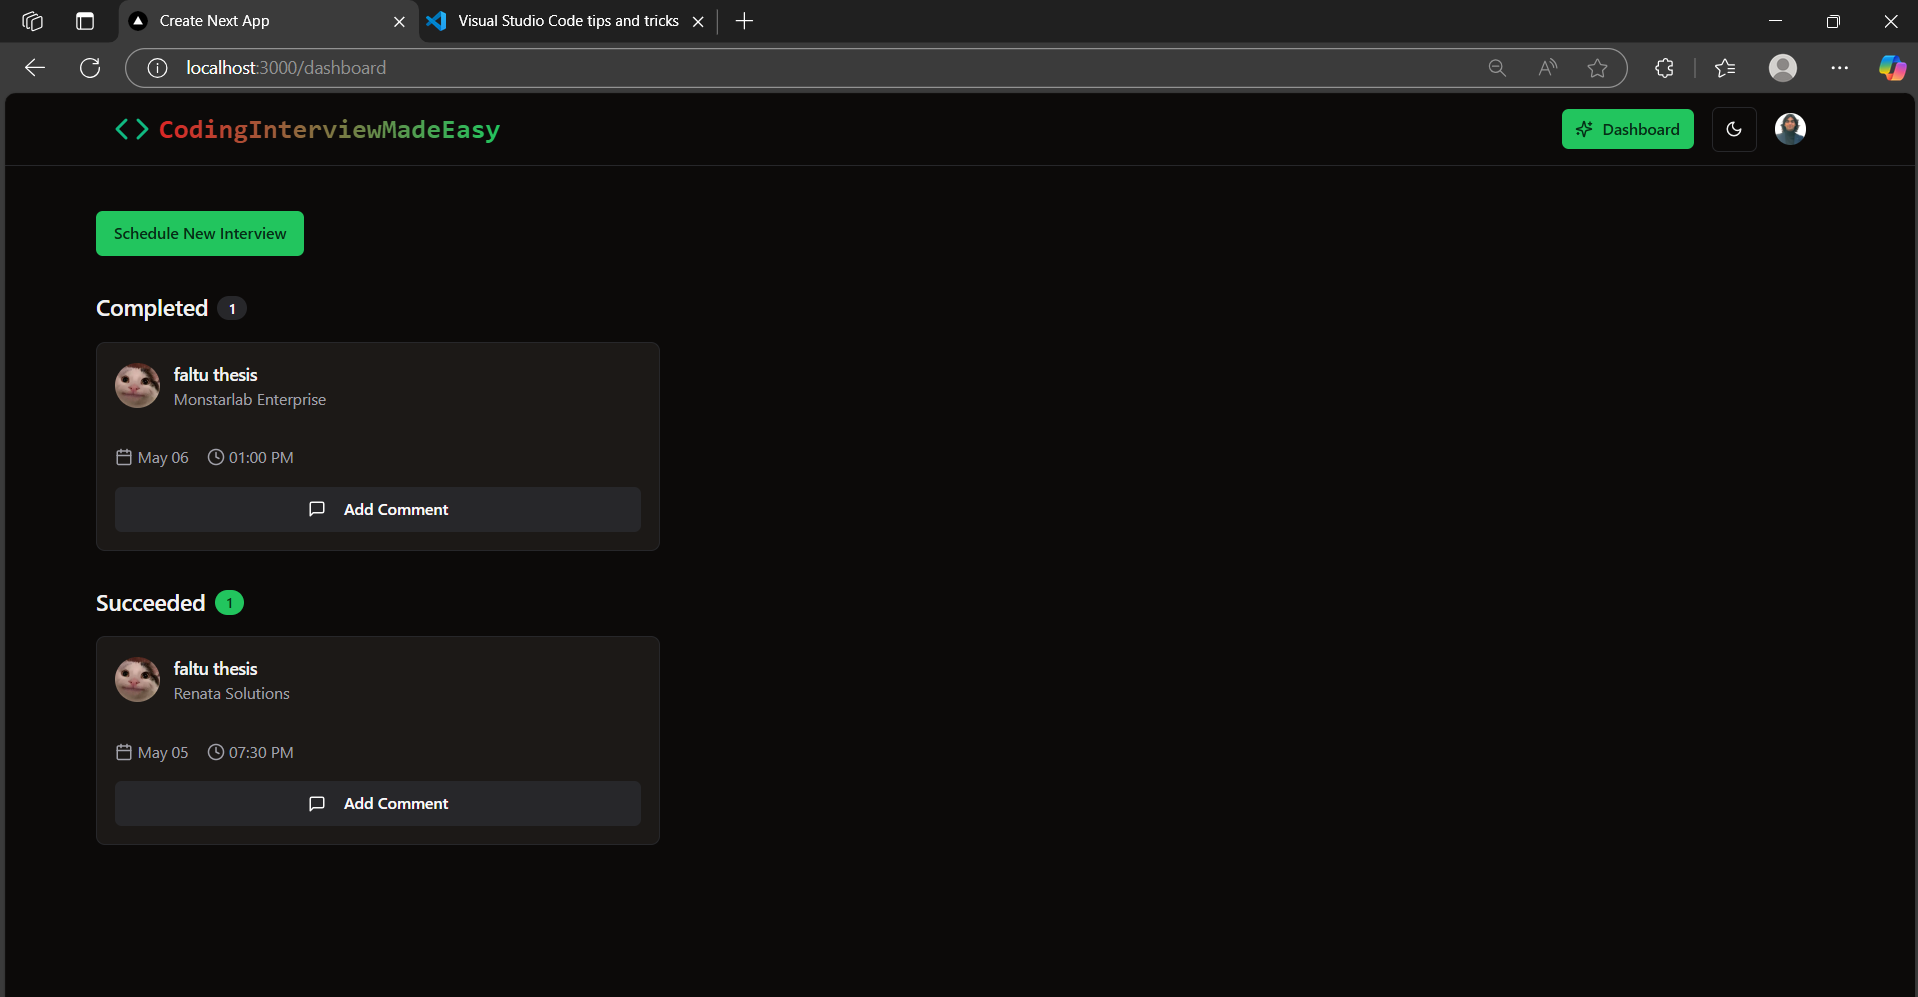 Create Next App
Visual Studio Code tips and tricks
localhost:3000/dashboard
CodingInterviewMadeEasy
Dashboard
Schedule New Interview
Completed 1
faltu thesis
Monstarlab Enterprise
May 06 01:00 PM
Add Comment
Succeeded 1
faltu thesis
Renata Solutions
May 05 07:30 PM
Add Comment